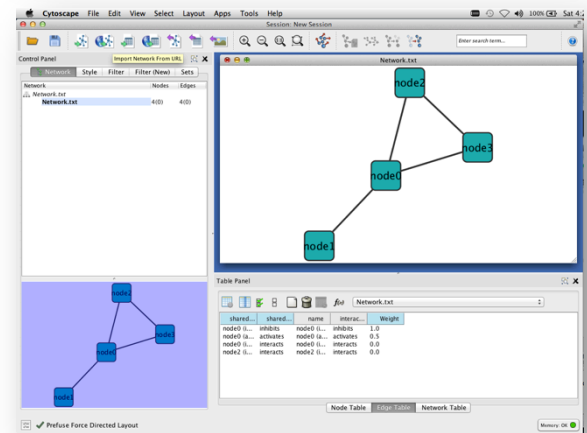 Cytoscape File Edit View Select Layout Apps Tools Help 100% Sat 4:2
Session: New Session
Enter search term...
Control Panel
Import Network From URL
Network Style Filter Filter (New) Sets
Network Nodes Edges
Network.txt
Network.txt 4(0) 4(0)
Network.txt
node2
node3
node0
node1
node2
node3
node0
node1
Table Panel
f(x) Network.txt
shared... shared... name interac... Weight
node0 (i... inhibits node0 (i... inhibits 1.0
node0 (a... activates node0 (a... activates 0.5
node0 (i... interacts node0 (i... interacts 0.0
node2 (i... interacts node2 (i... interacts 0.0
Node Table Edge Table Network Table
Prefuse Force Directed Layout
Memory: OK